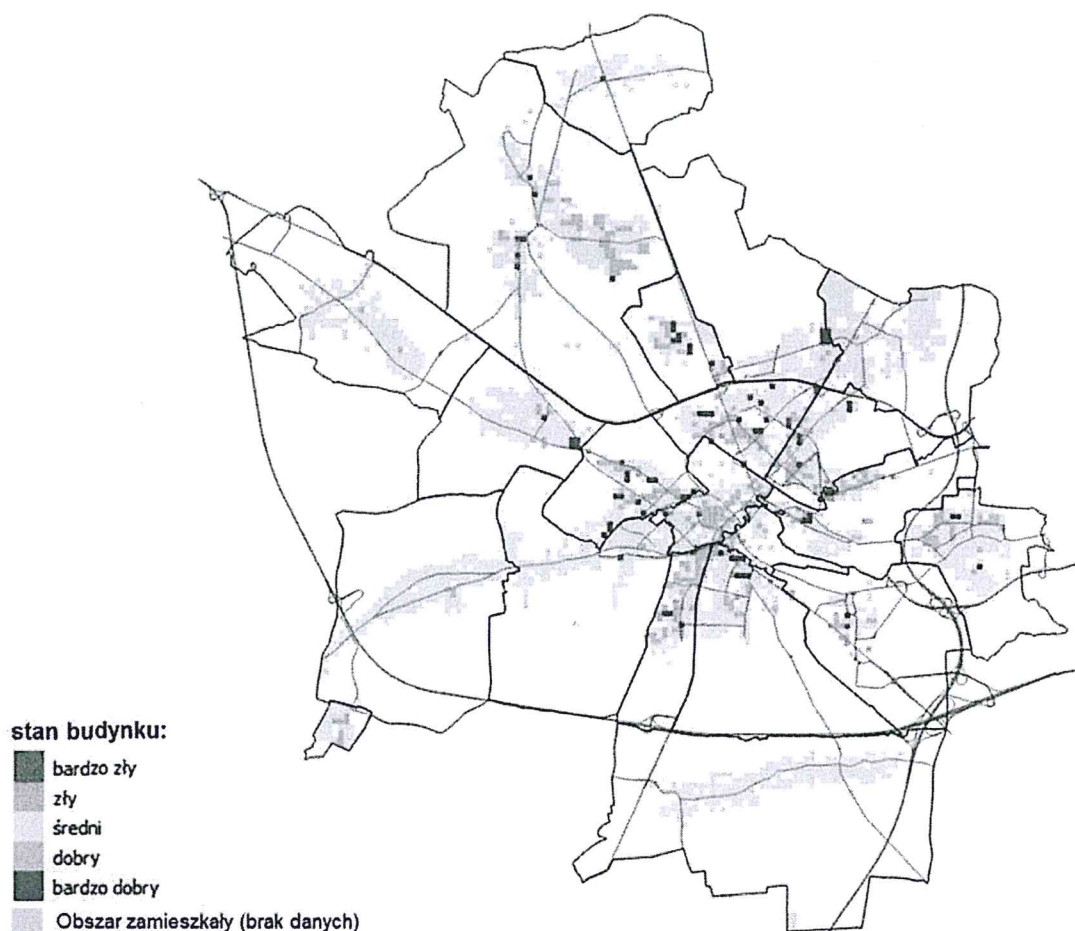 stan budynku:
bardzo zły
zły
średni
dobry
bardzo dobry
Obszar zamieszkały (brak danych)